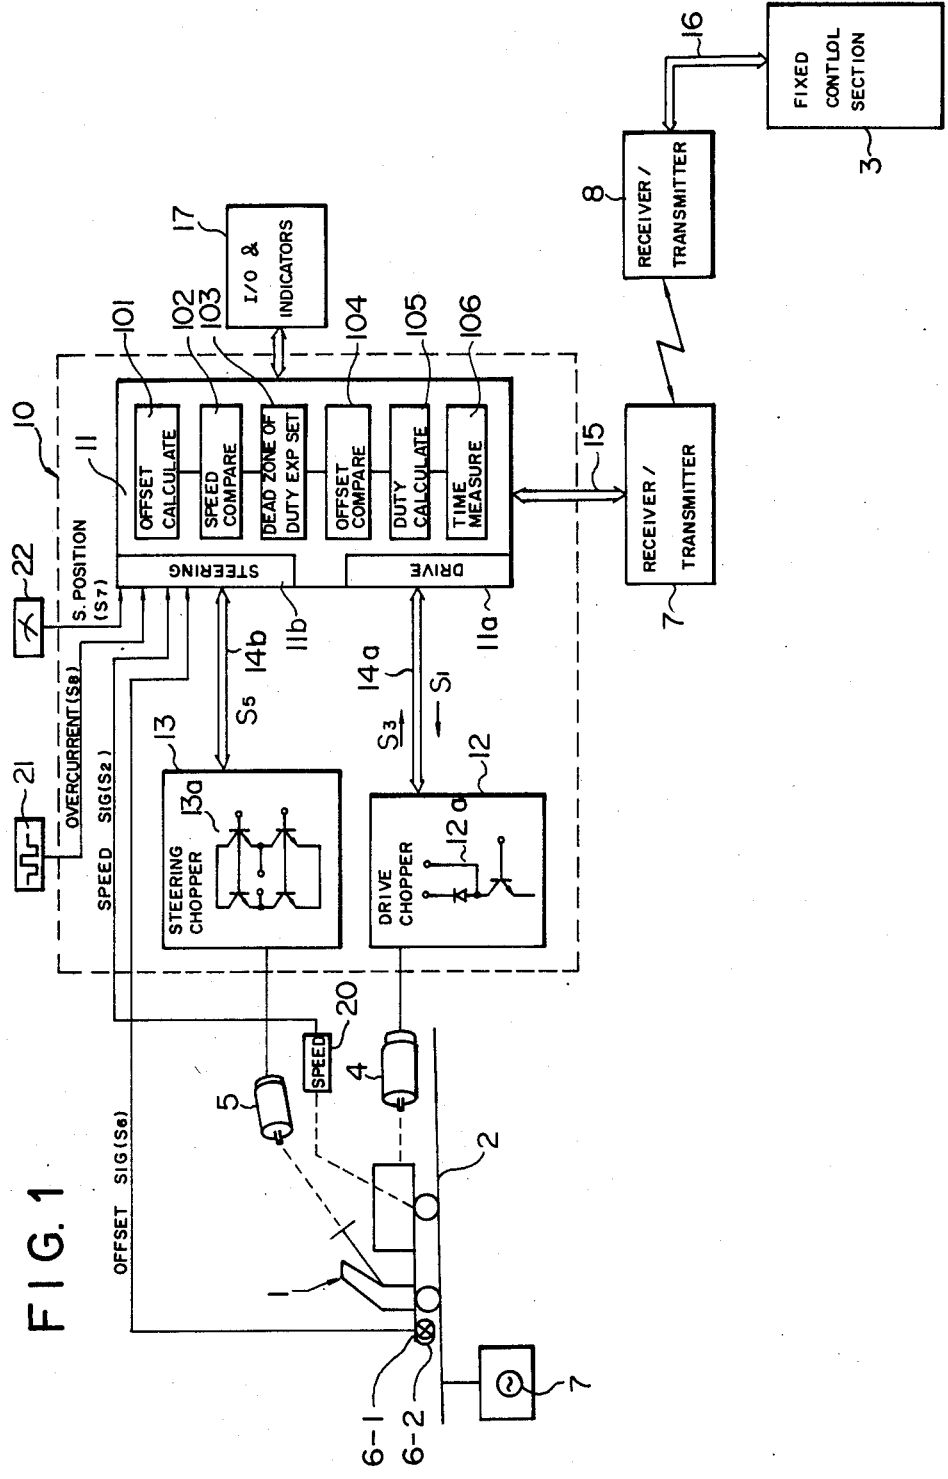 FIG. 1
OFFSET SIG(S6)
SPEED SIG(S2)
OVERCURRENT(S8)
S. POSITION
(S7)
21
22
10
11
STEERING
11b
DRIVE
11a
OFFSET
CALCULATE
101
SPEED
COMPARE
102
DEAD ZONE OF
DUTY EXP SET
103
OFFSET
COMPARE
104
DUTY
CALCULATE
105
TIME
MEASURE
106
I/O &
INDICATORS
17
14b
S5
14a
S3
S1
13
13a
STEERING
CHOPPER
12
12a
DRIVE
CHOPPER
5
SPEED
20
4
1
2
6-1
6-2
7
15
RECEIVER/
TRANSMITTER
7
RECEIVER/
TRANSMITTER
8
16
FIXED
CONTLOL
SECTION
3